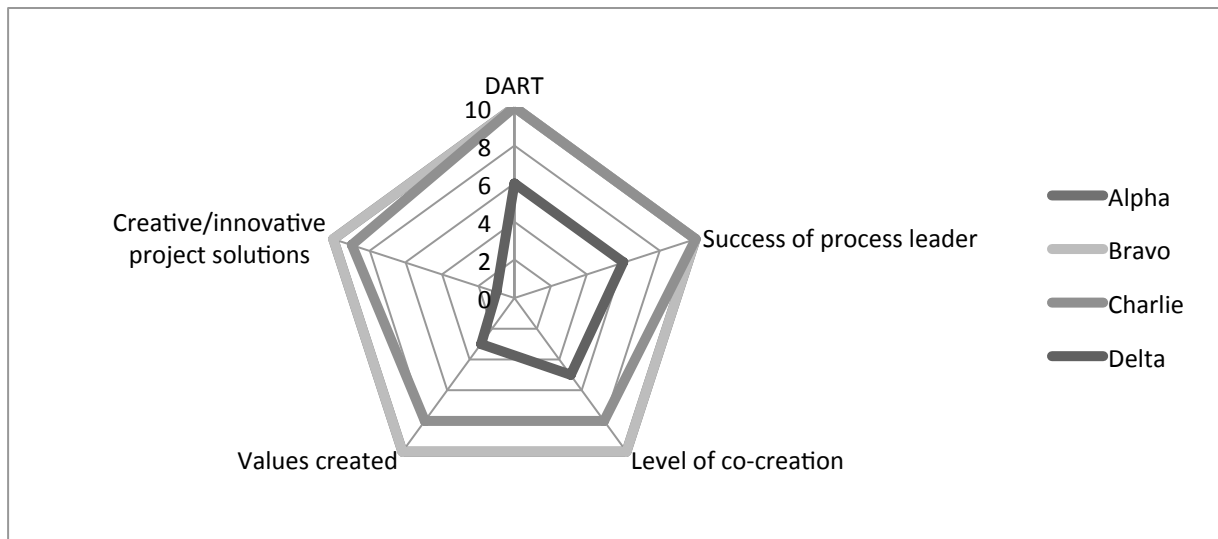 DART
10
8
6
4
2
0
Success of process leader
Level of co-creation
Values created
Creative/innovative
project solutions
Alpha
Bravo
Charlie
Delta